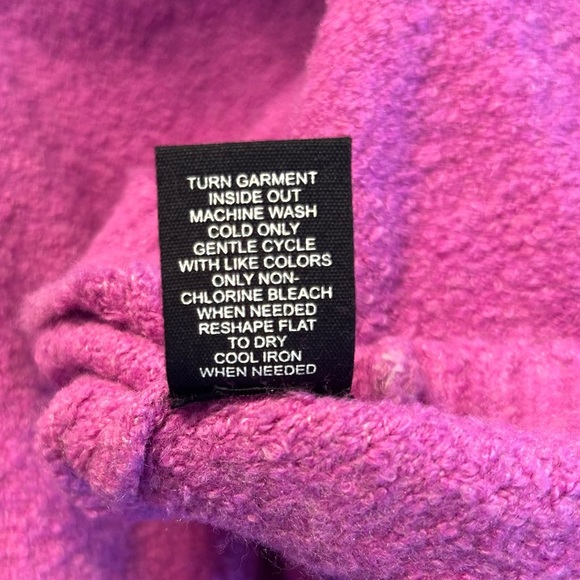 TURN GARMENT
INSIDE OUT
MACHINE WASH
COLD ONLY
GENTLE CYCLE
WITH LIKE COLORS
ONLY NON-
CHLORINE BLEACH
WHEN NEEDED
RESHAPE FLAT
TO DRY
COOL IRON
WHEN NEEDED